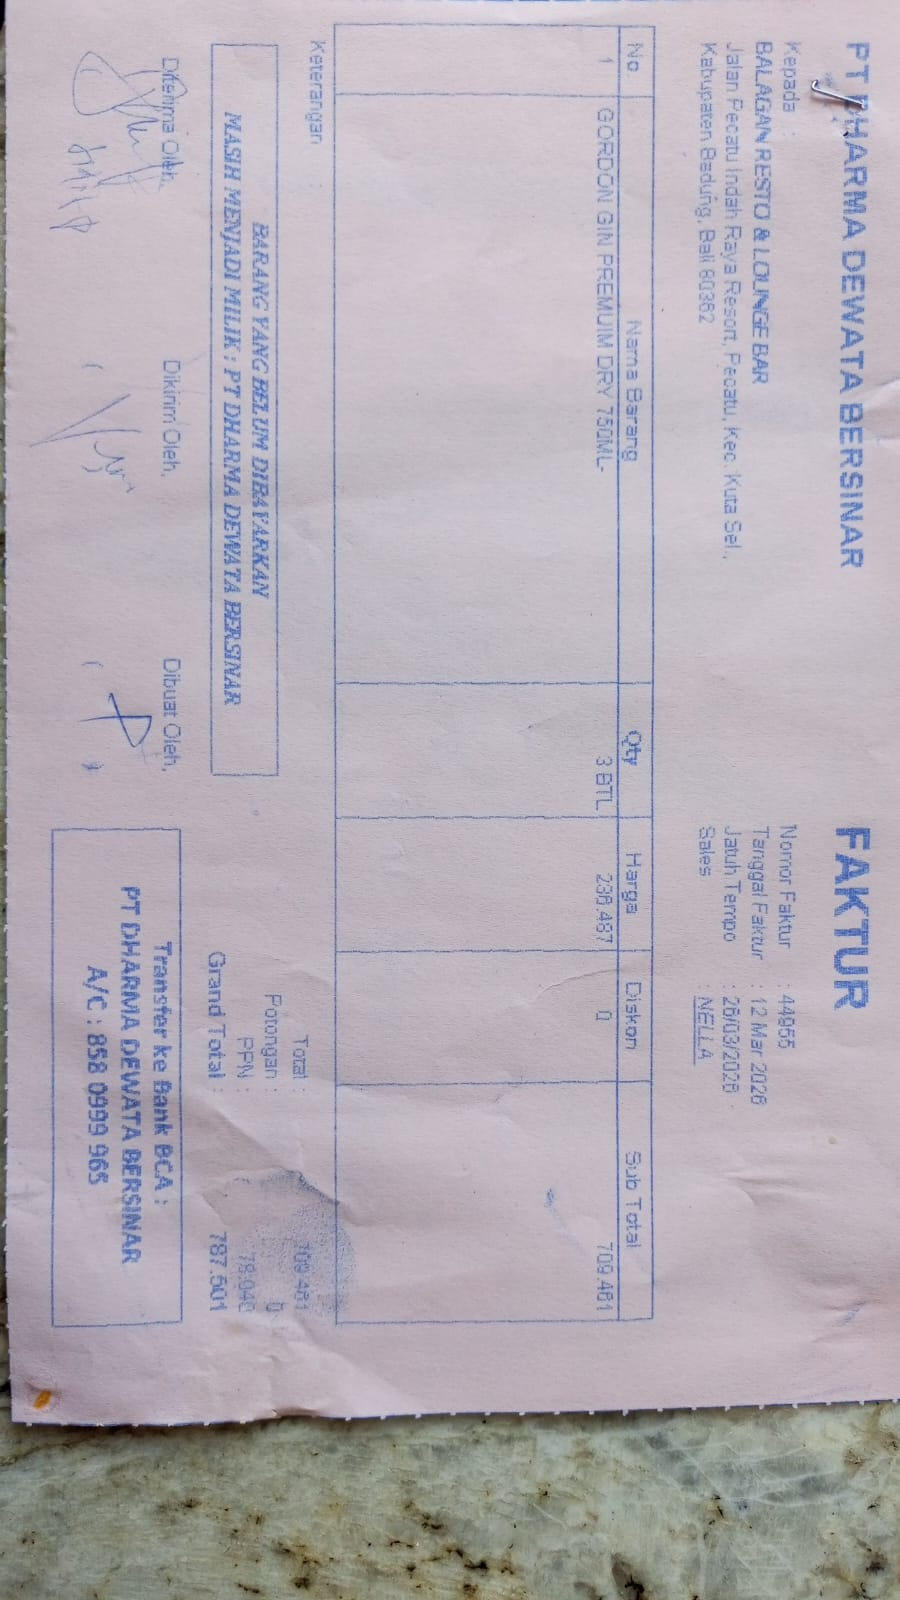 PT DHARMA DEWATA BERSINAR
FAKTUR
Kepada :
BALAGAN RESTO & LOUNGE BAR
Jalan Pecatu Indah Raya Resort, Pecatu, Kec. Kuta Sel.,
Kabupaten Badung, Bali 80362
Nomor Faktur : 44955
Tanggal Faktur : 12 Mar 2026
Jatuh Tempo : 26/03/2026
Sales : NELLA
No Nama Barang Qty Harga Diskon Sub Total
1 GORDON GIN PREMUIM DRY 750ML- 3 BTL 236.487 0 709.461
Keterangan :
Total : 709.461
Potongan : 0
PPN : 78.040
Grand Total : 787.501
BARANG YANG BELUM DIBAYARKAN
MASIH MENJADI MILIK : PT DHARMA DEWATA BERSINAR
Diterima Oleh, Dikirim Oleh, Dibuat Oleh,
Transfer ke Bank BCA :
PT DHARMA DEWATA BERSINAR
A/C : 858 0999 965